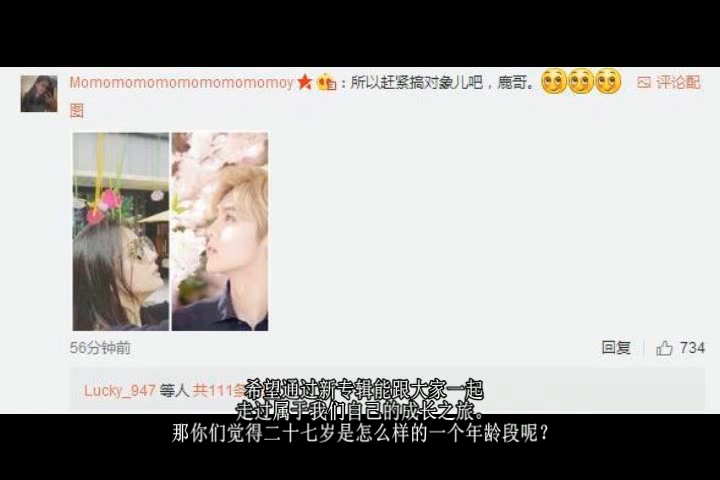 Momomomomomomomomomoy：所以赶紧搞对象儿吧，鹿哥。 评论配
图
56分钟前
回复 734
Lucky_947 等人 共111条
希望通过新专辑能跟大家一起
走过属于我们自己的成长之旅。
那你们觉得二十七岁是怎么样的一个年龄段呢？